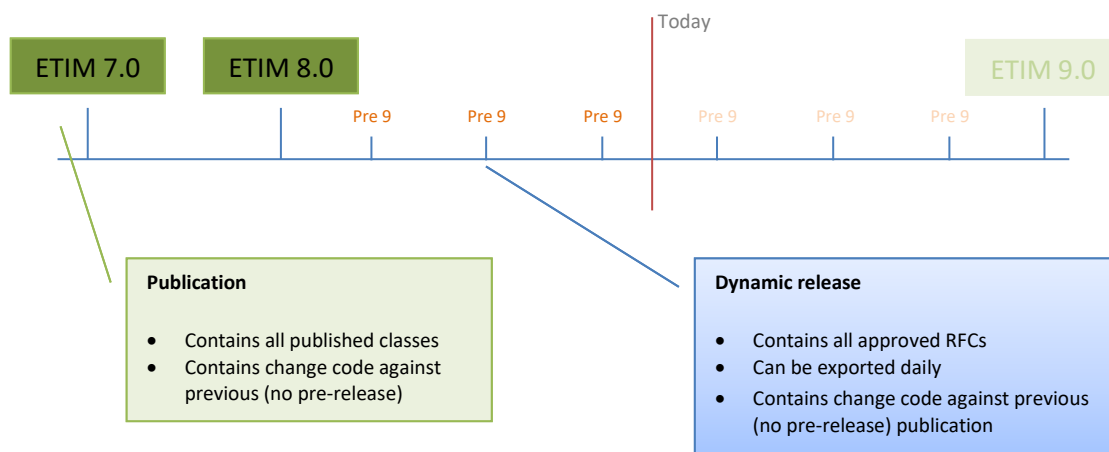 Today
ETIM 7.0
ETIM 8.0
ETIM 9.0
Pre 9
Pre 9
Pre 9
Pre 9
Pre 9
Pre 9
Publication
• Contains all published classes
• Contains change code against
previous (no pre-release)
Dynamic release
• Contains all approved RFCs
• Can be exported daily
• Contains change code against previous
(no pre-release) publication